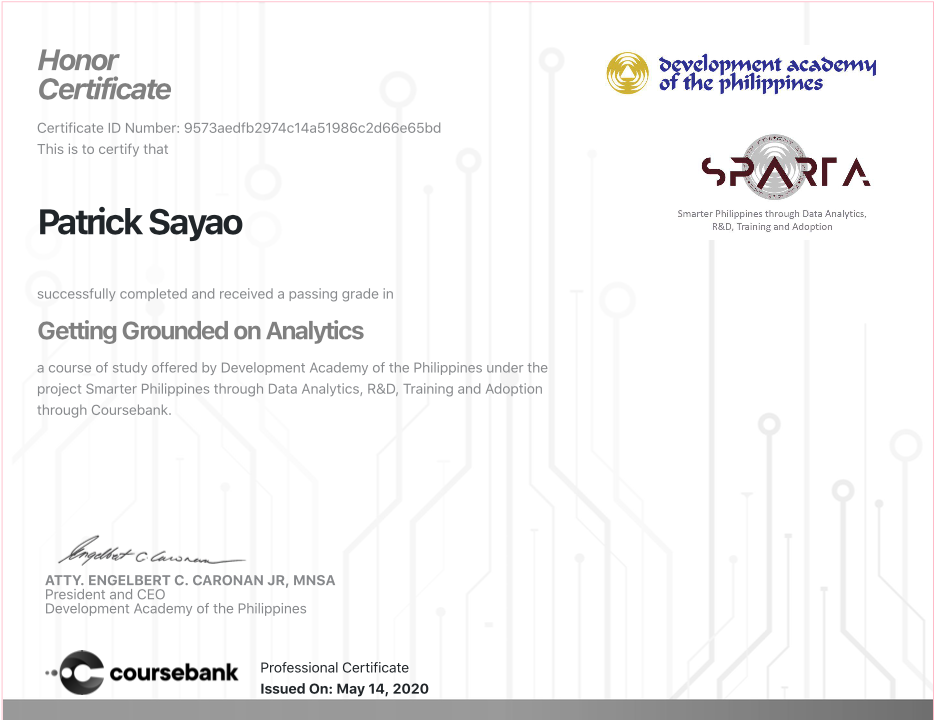 Honor
Certificate
Certificate ID Number: 9573aedfb2974c14a51986c2d66e65bd
This is to certify that
Patrick Sayao
successfully completed and received a passing grade in
Getting Grounded on Analytics
a course of study offered by Development Academy of the Philippines under the
project Smarter Philippines through Data Analytics, R&D, Training and Adoption
through Coursebank.
development academy
of the philippines
SPARTA
Smarter Philippines through Data Analytics,
R&D, Training and Adoption
Engelbert C Caronan
ATTY. ENGELBERT C. CARONAN JR, MNSA
President and CEO
Development Academy of the Philippines
coursebank
Professional Certificate
Issued On: May 14, 2020